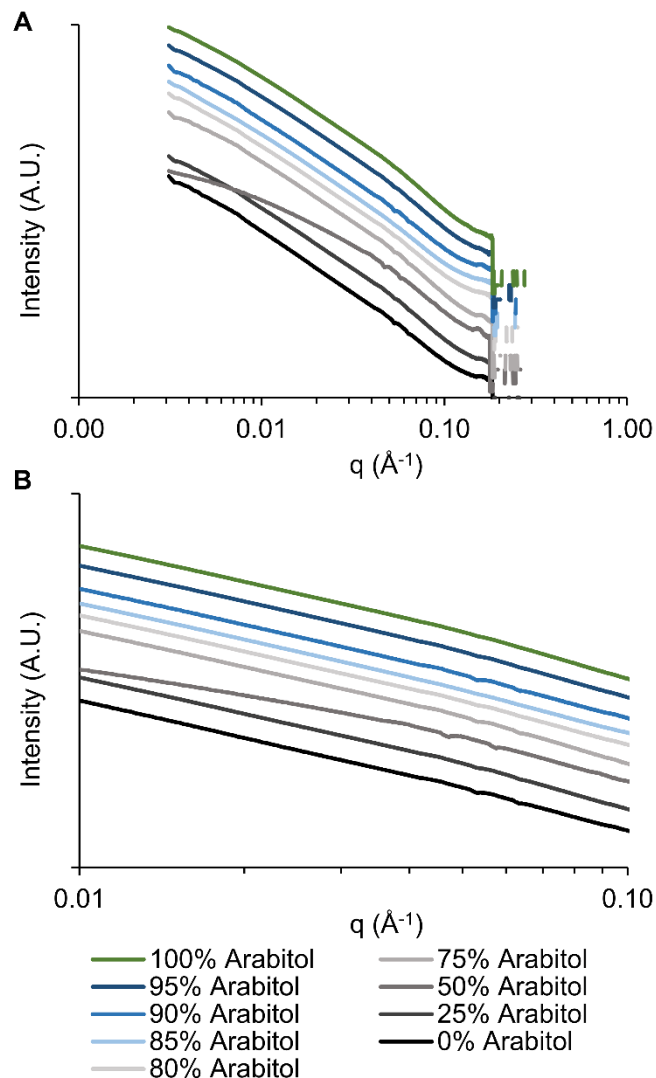 A
Intensity (A.U.)
0.00 0.01 0.10 1.00
q (Å-1)
B
Intensity (A.U.)
0.01 0.10
q (Å-1)
100% Arabitol 75% Arabitol
95% Arabitol 50% Arabitol
90% Arabitol 25% Arabitol
85% Arabitol 0% Arabitol
80% Arabitol